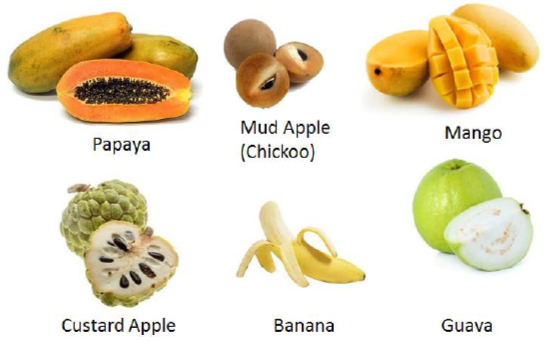 Papaya
Mud Apple
(Chickoo)
Mango
Custard Apple
Banana
Guava